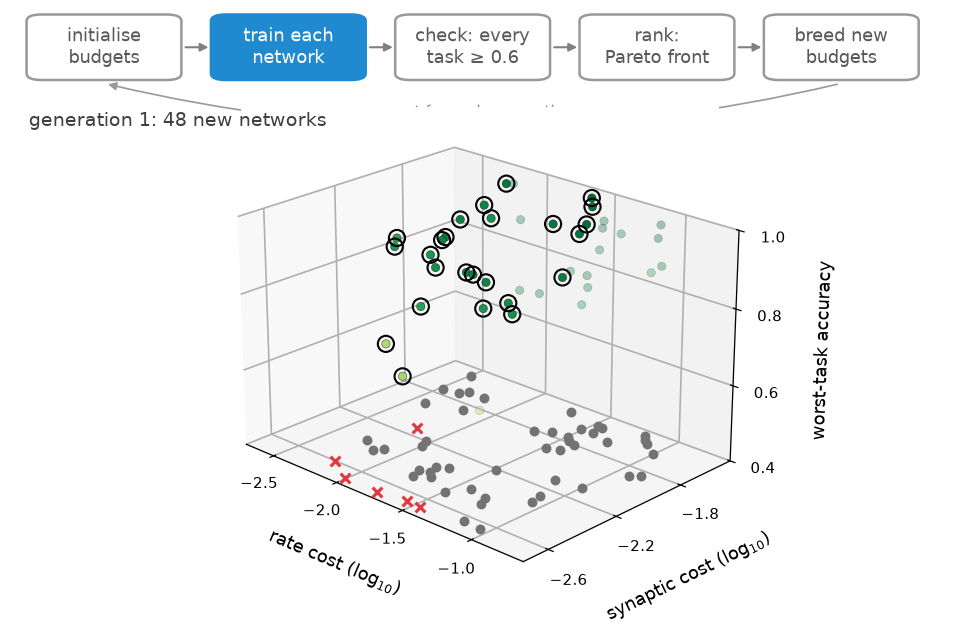 initialise
budgets
train each
network
check: every
task ≥ 0.6
rank:
Pareto front
breed new
budgets
generation 1: 48 new networks
1.0
0.8
0.6
0.4
worst-task accuracy
−2.5
−2.0
−1.5
−1.0
rate cost (log₁₀)
−1.8
−2.2
−2.6
synaptic cost (log₁₀)